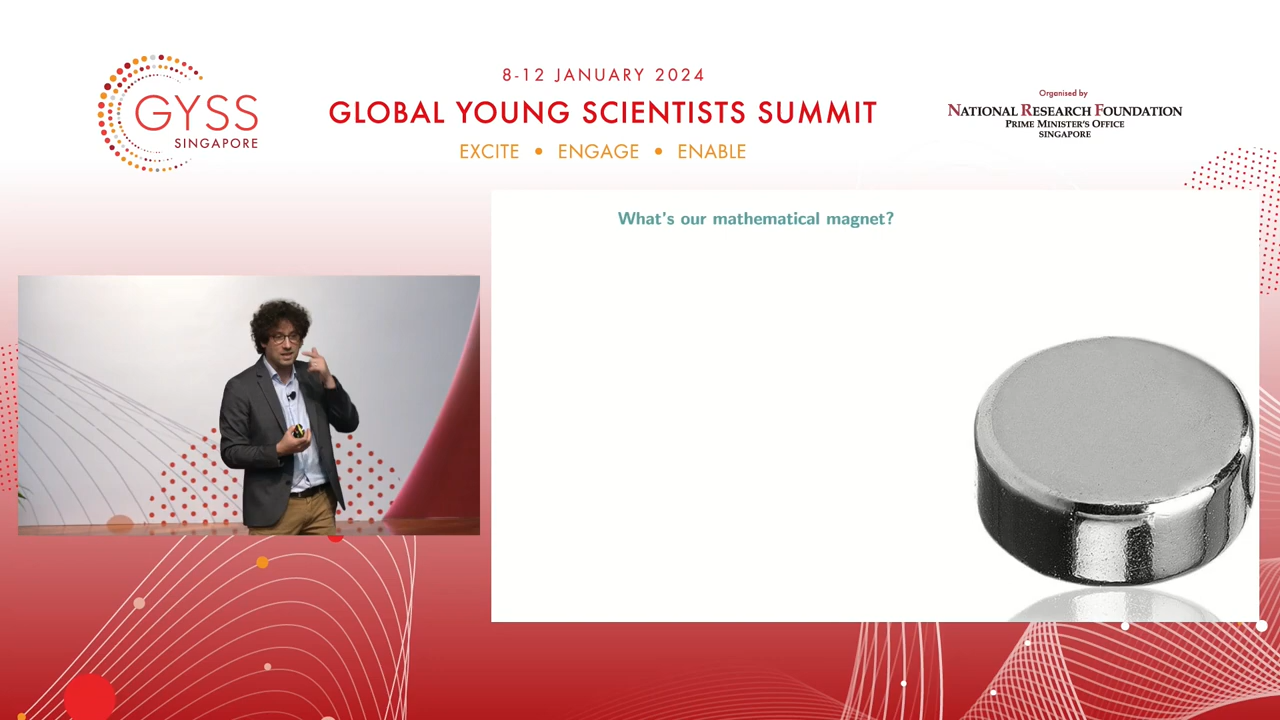 GYSS
SINGAPORE
8-12 JANUARY 2024
GLOBAL YOUNG SCIENTISTS SUMMIT
EXCITE • ENGAGE • ENABLE
Organised by
NATIONAL RESEARCH FOUNDATION
PRIME MINISTER'S OFFICE
SINGAPORE
What's our mathematical magnet?